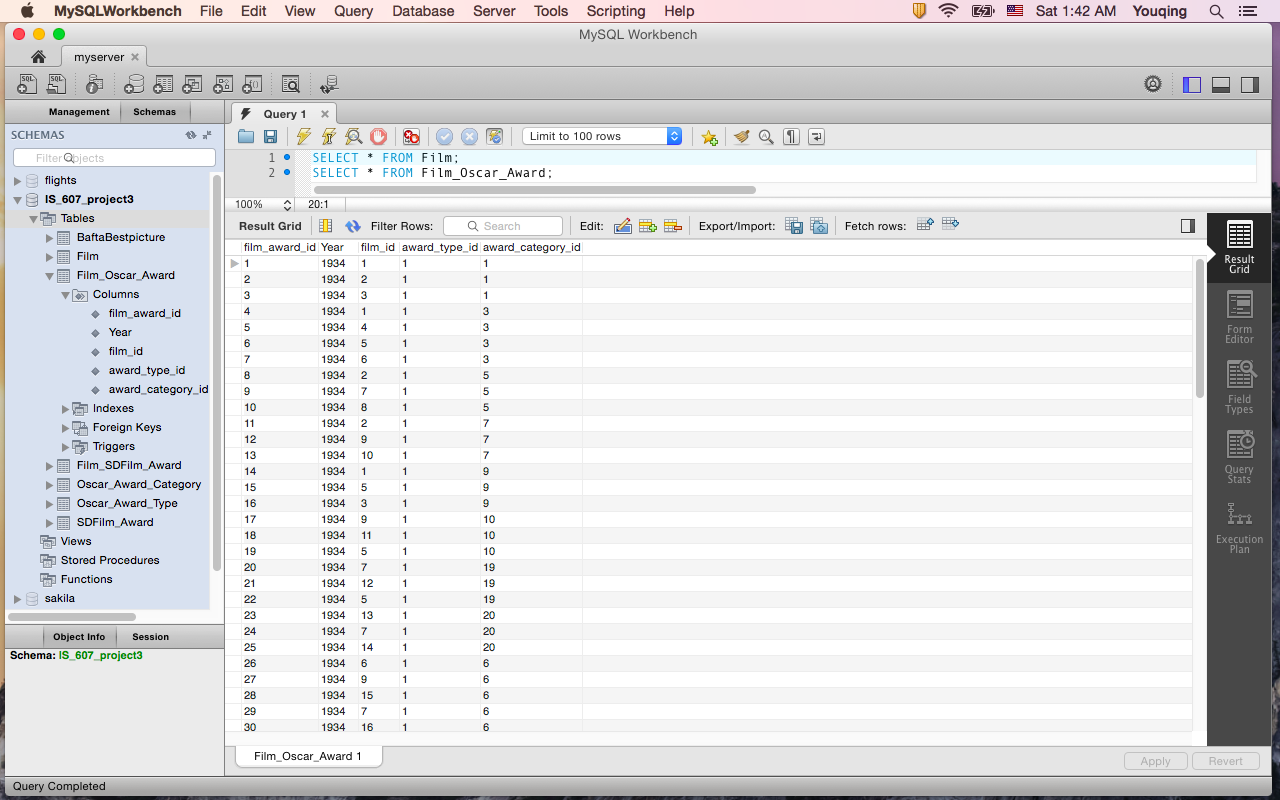 MySQLWorkbench File Edit View Query Database Server Tools Scripting Help Sat 1:42 AM Youqing
MySQL Workbench
myserver
Management Schemas
SCHEMAS
Filter objects
flights
IS_607_project3
Tables
BaftaBestpicture
Film
Film_Oscar_Award
Columns
film_award_id
Year
film_id
award_type_id
award_category_id
Indexes
Foreign Keys
Triggers
Film_SDFilm_Award
Oscar_Award_Category
Oscar_Award_Type
SDFilm_Award
Views
Stored Procedures
Functions
sakila
Object Info Session
Schema: IS_607_project3
Query 1
Limit to 100 rows
1 SELECT * FROM Film;
2 SELECT * FROM Film_Oscar_Award;
100% 20:1
Result Grid Filter Rows: Search Edit: Export/Import: Fetch rows:
film_award_id Year film_id award_type_id award_category_id
1 1934 1 1 1
2 1934 2 1 1
3 1934 3 1 1
4 1934 1 1 3
5 1934 4 1 3
6 1934 5 1 3
7 1934 6 1 3
8 1934 2 1 5
9 1934 7 1 5
10 1934 8 1 5
11 1934 2 1 7
12 1934 9 1 7
13 1934 10 1 7
14 1934 1 1 9
15 1934 5 1 9
16 1934 3 1 9
17 1934 9 1 10
18 1934 11 1 10
19 1934 5 1 10
20 1934 7 1 19
21 1934 12 1 19
22 1934 5 1 19
23 1934 13 1 20
24 1934 7 1 20
25 1934 14 1 20
26 1934 6 1 6
27 1934 9 1 6
28 1934 15 1 6
29 1934 7 1 6
30 1934 16 1 6
Result
Grid
Form
Editor
Field
Types
Query
Stats
Execution
Plan
Film_Oscar_Award 1
Apply Revert
Query Completed